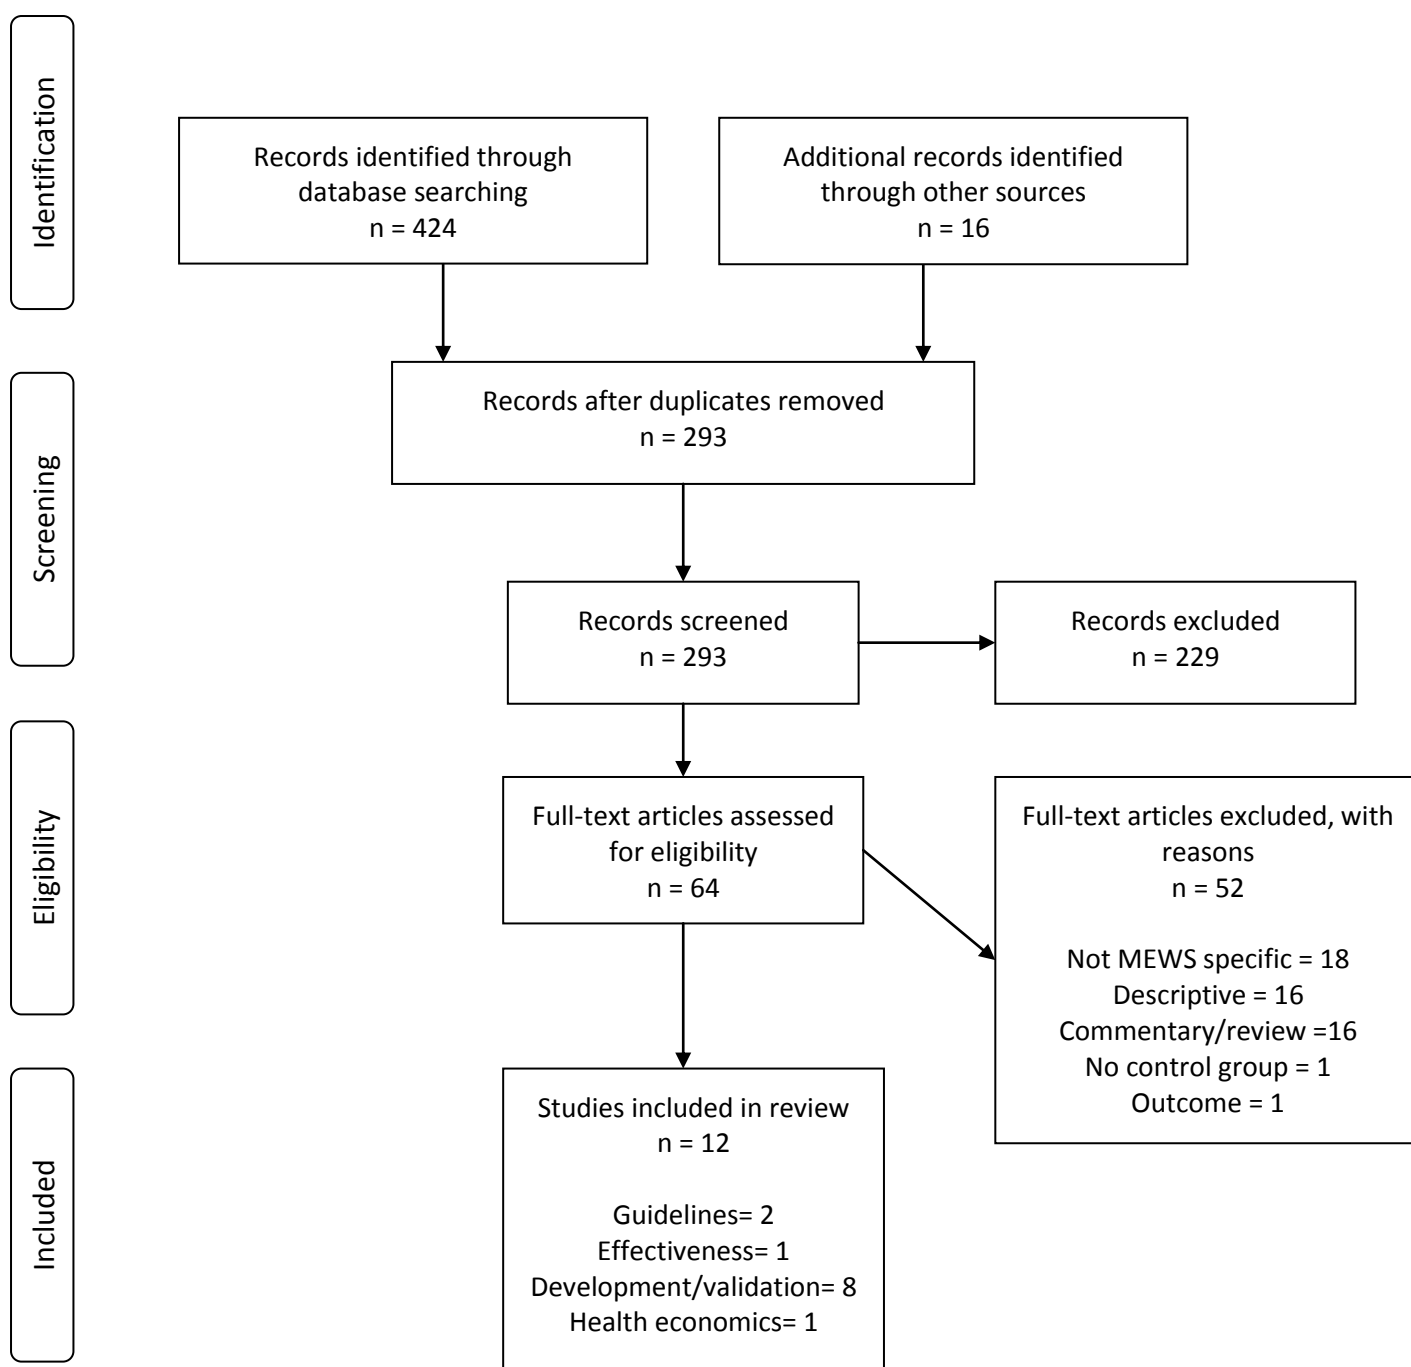 Identification
Records identified through
database searching
n = 424
Additional records identified
through other sources
n = 16
Screening
Records after duplicates removed
n = 293
Records screened
n = 293
Records excluded
n = 229
Eligibility
Full-text articles assessed
for eligibility
n = 64
Full-text articles excluded, with
reasons
n = 52
Not MEWS specific = 18
Descriptive = 16
Commentary/review =16
No control group = 1
Outcome = 1
Included
Studies included in review
n = 12
Guidelines= 2
Effectiveness= 1
Development/validation= 8
Health economics= 1